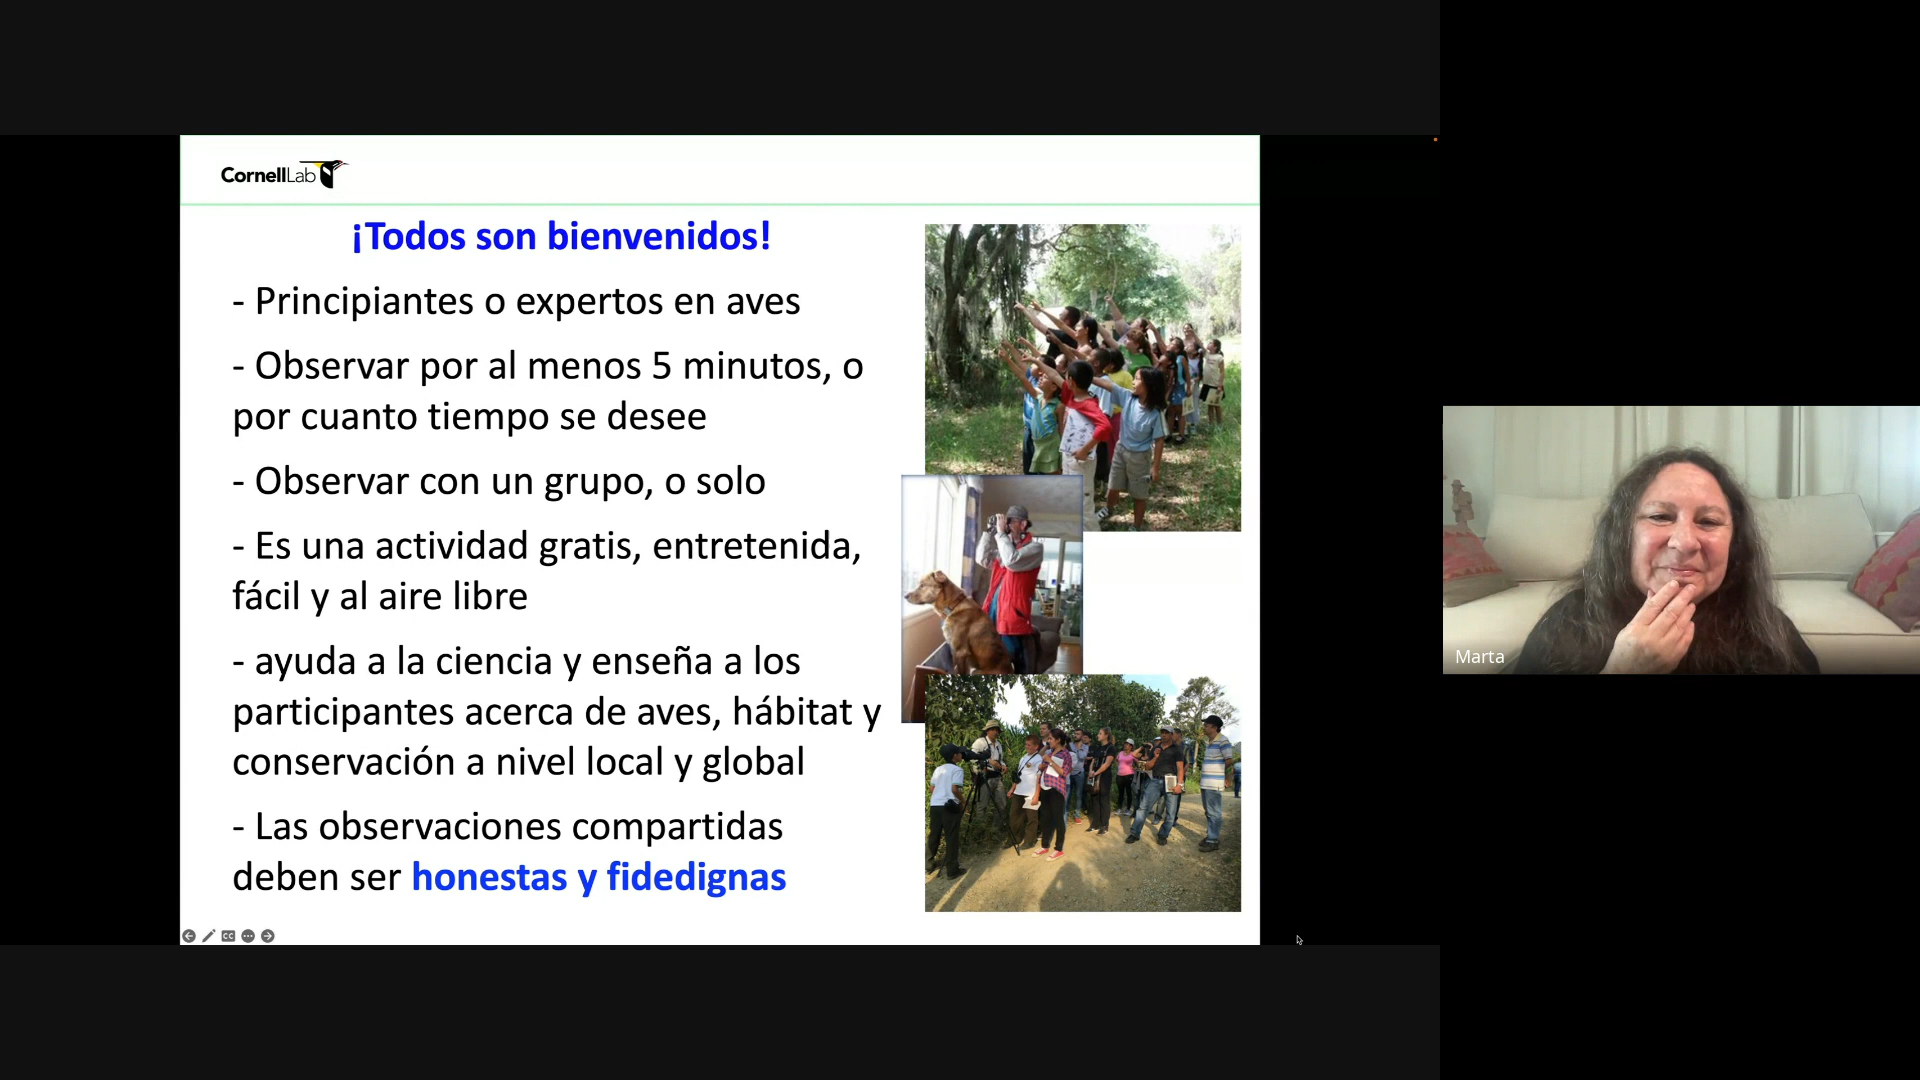 CornellLab
¡Todos son bienvenidos!
- Principiantes o expertos en aves
- Observar por al menos 5 minutos, o
por cuanto tiempo se desee
- Observar con un grupo, o solo
- Es una actividad gratis, entretenida,
fácil y al aire libre
- ayuda a la ciencia y enseña a los
participantes acerca de aves, hábitat y
conservación a nivel local y global
- Las observaciones compartidas
deben ser honestas y fidedignas
CC
Marta